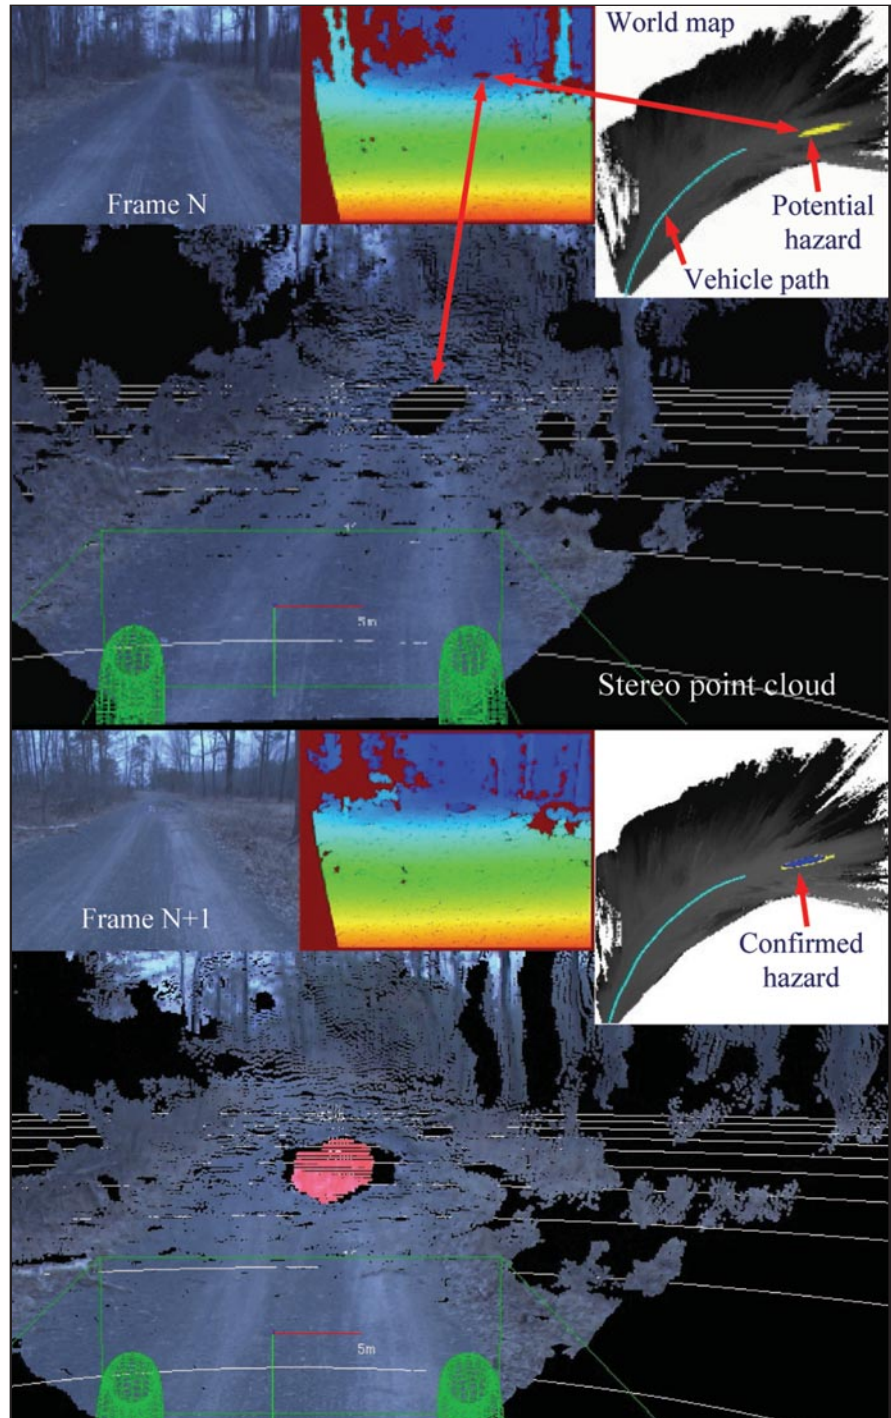 World map
Frame N
Potential
hazard
Vehicle path
5m
Stereo point cloud
Frame N+1
Confirmed
hazard
5m